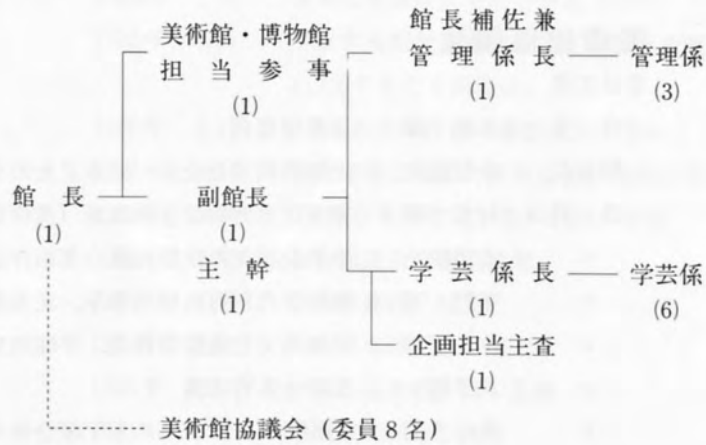 美術館・博物館
担当参事
(1)
館長補佐兼
管理係長
(1)
管理係
(3)
館長
(1)
副館長
(1)
主幹
(1)
学芸係長
(1)
学芸係
(6)
企画担当主査
(1)
美術館協議会(委員8名)